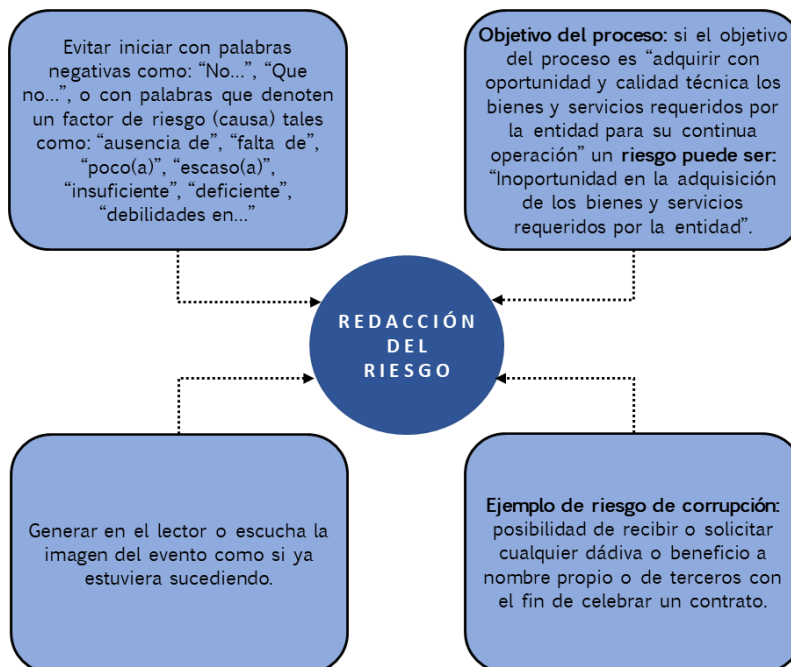 Evitar iniciar con palabras
negativas como: “No...”, “Que
no...”, o con palabras que denoten
un factor de riesgo (causa) tales
como: “ausencia de”, “falta de”,
“poco(a)”, “escaso(a)”,
“insuficiente”, “deficiente”,
“debilidades en...”
Objetivo del proceso: si el objetivo
del proceso es “adquirir con
oportunidad y calidad técnica los
bienes y servicios requeridos por
la entidad para su continua
operación” un riesgo puede ser:
“Inoportunidad en la adquisición
de los bienes y servicios
requeridos por la entidad”.
REDACCIÓN
DEL
RIESGO
Generar en el lector o escucha la
imagen del evento como si ya
estuviera sucediendo.
Ejemplo de riesgo de corrupción:
posibilidad de recibir o solicitar
cualquier dádiva o beneficio a
nombre propio o de terceros con
el fin de celebrar un contrato.